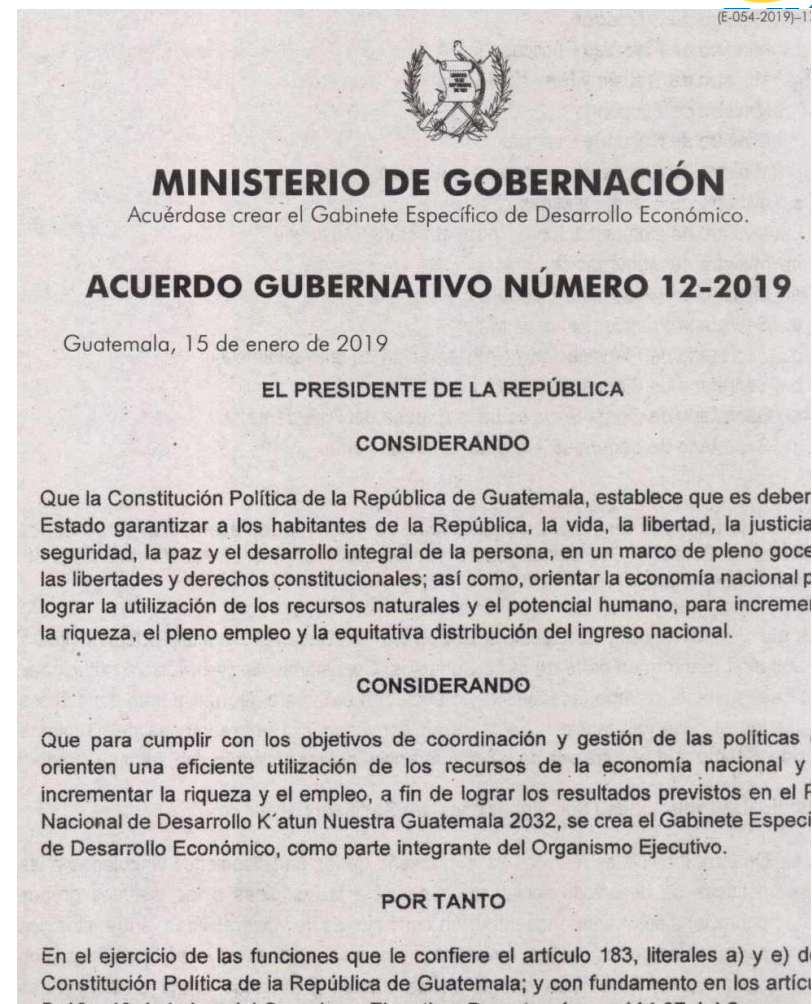 (E-054-2019)–1
MINISTERIO DE GOBERNACIÓN
Acuérdase crear el Gabinete Específico de Desarrollo Económico.
ACUERDO GUBERNATIVO NÚMERO 12-2019
Guatemala, 15 de enero de 2019
EL PRESIDENTE DE LA REPÚBLICA
CONSIDERANDO
Que la Constitución Política de la República de Guatemala, establece que es deber
Estado garantizar a los habitantes de la República, la vida, la libertad, la justicia
seguridad, la paz y el desarrollo integral de la persona, en un marco de pleno goce
las libertades y derechos constitucionales; así como, orientar la economía nacional p
lograr la utilización de los recursos naturales y el potencial humano, para increme
la riqueza, el pleno empleo y la equitativa distribución del ingreso nacional.
CONSIDERANDO
Que para cumplir con los objetivos de coordinación y gestión de las políticas
orienten una eficiente utilización de los recursos de la economía nacional y
incrementar la riqueza y el empleo, a fin de lograr los resultados previstos en el P
Nacional de Desarrollo K´atun Nuestra Guatemala 2032, se crea el Gabinete Especí
de Desarrollo Económico, como parte integrante del Organismo Ejecutivo.
POR TANTO
En el ejercicio de las funciones que le confiere el artículo 183, literales a) y e) d
Constitución Política de la República de Guatemala; y con fundamento en los artíc